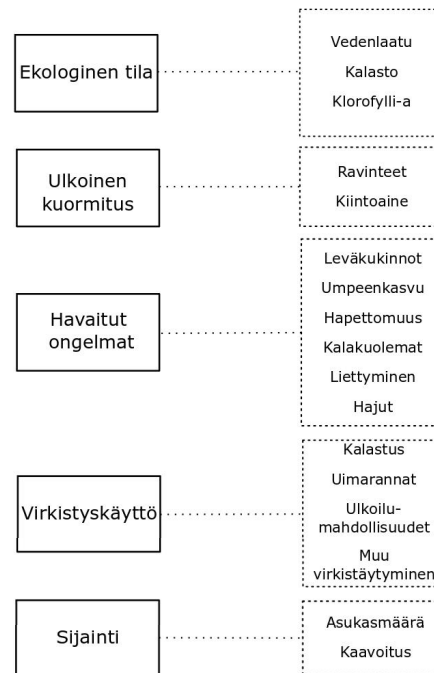 Ekologinen tila
Vedenlaatu
Kalasto
Klorofylli-a
Ulkoinen
kuormitus
Ravinteet
Kiintoaine
Havaitut
ongelmat
Leväkukinnot
Umpeenkasvu
Hapettomuus
Kalakuolemat
Liettyminen
Hajut
Virkistyskäyttö
Kalastus
Uimarannat
Ulkoilu-
mahdollisuudet
Muu
virkistäytyminen
Sijainti
Asukasmäärä
Kaavoitus